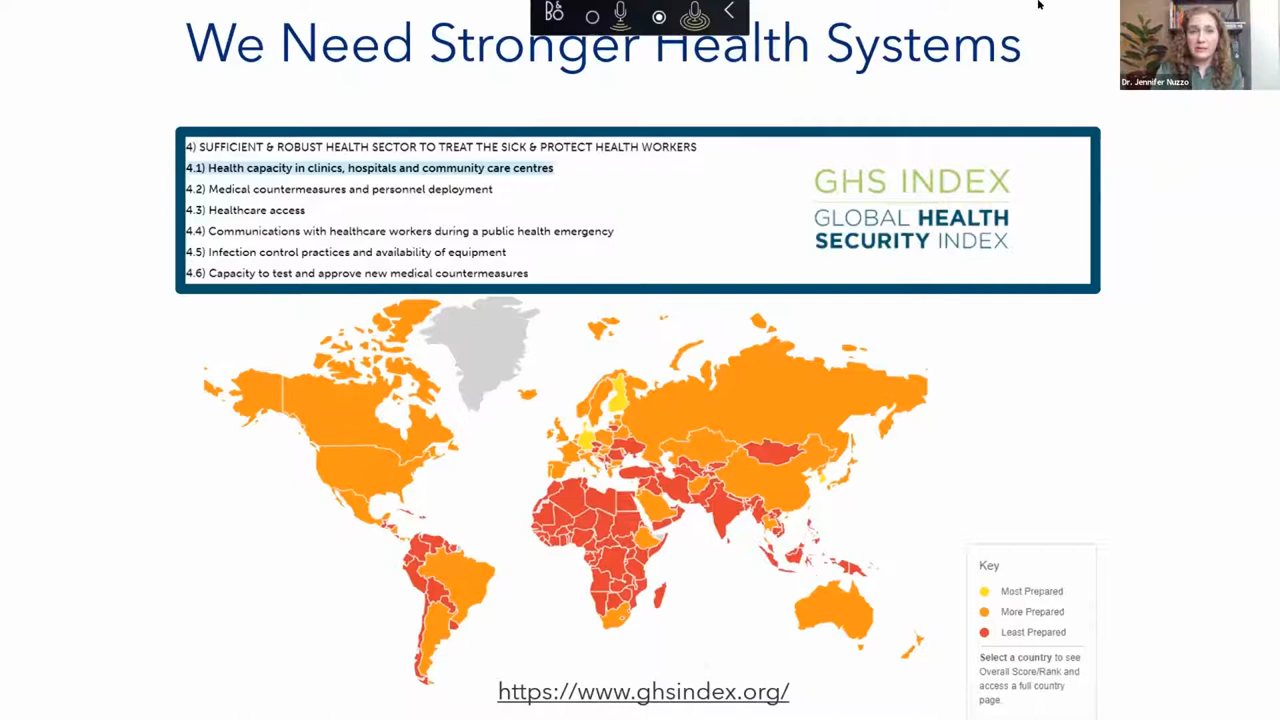 We Need Stronger Health Systems
Dr. Jennifer Nuzzo
4) SUFFICIENT & ROBUST HEALTH SECTOR TO TREAT THE SICK & PROTECT HEALTH WORKERS
4.1) Health capacity in clinics, hospitals and community care centres
4.2) Medical countermeasures and personnel deployment
4.3) Healthcare access
4.4) Communications with healthcare workers during a public health emergency
4.5) Infection control practices and availability of equipment
4.6) Capacity to test and approve new medical countermeasures
GHS INDEX
GLOBAL HEALTH
SECURITY INDEX
Key
Most Prepared
More Prepared
Least Prepared
Select a country to see
Overall Score/Rank and
access a full country
page.
https://www.ghsindex.org/